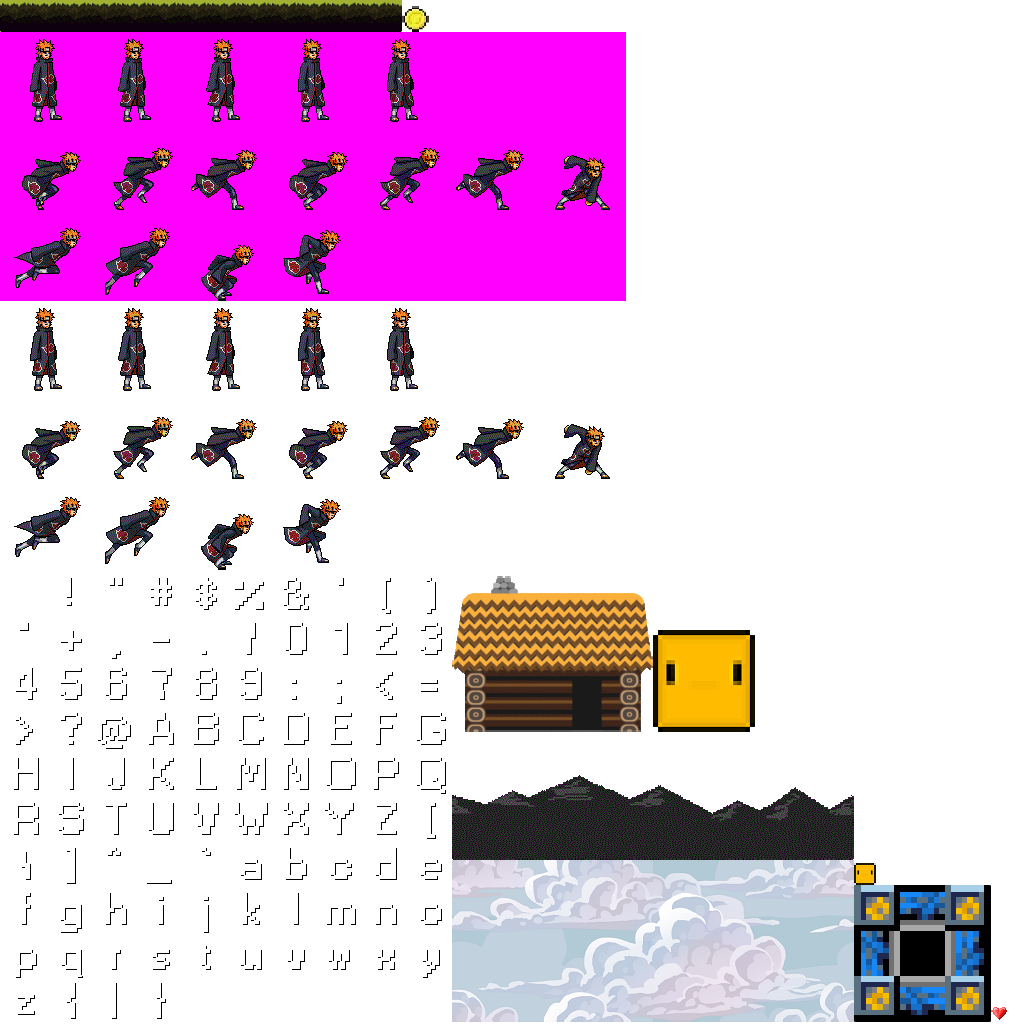 ! " # $ % & ' ( )
* + , - . / 0 1 2 3
4 5 6 7 8 9 : ; < =
> ? @ A B C D E F G
H I J K L M N O P Q
R S T U V W X Y Z [
\ ] ^ _ ` a b c d e
f g h i j k l m n o
p q r s t u v w x y
z { | }